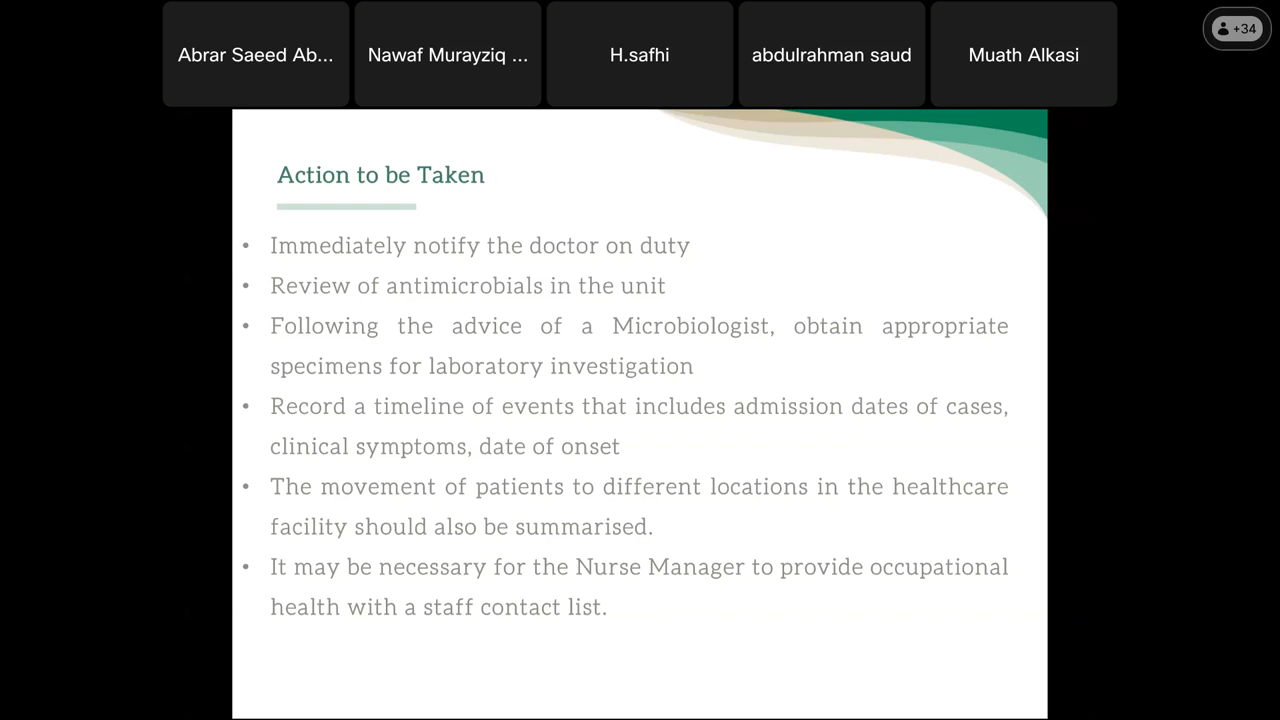 Abrar Saeed Ab...
Nawaf Murayziq ...
H.safhi
abdulrahman saud
Muath Alkasi
+34
Action to be Taken
• Immediately notify the doctor on duty
• Review of antimicrobials in the unit
• Following the advice of a Microbiologist, obtain appropriate
specimens for laboratory investigation
• Record a timeline of events that includes admission dates of cases,
clinical symptoms, date of onset
• The movement of patients to different locations in the healthcare
facility should also be summarised.
• It may be necessary for the Nurse Manager to provide occupational
health with a staff contact list.